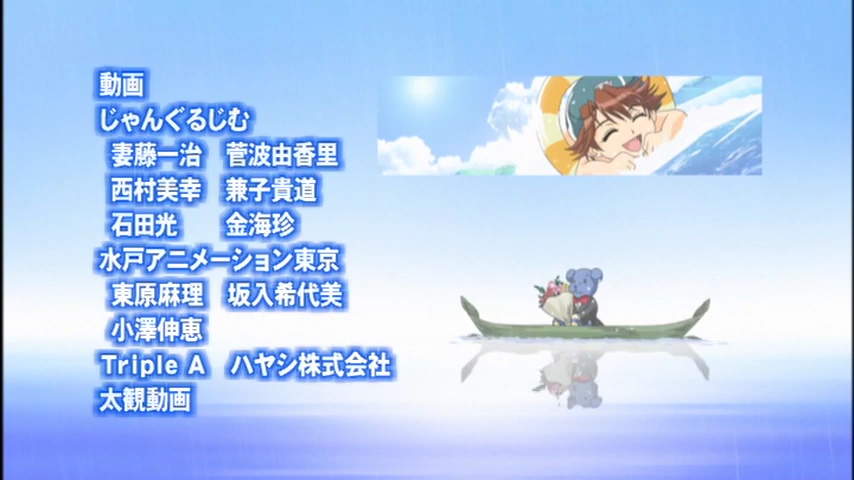 動画
じゃんぐるじむ
妻藤一治 菅波由香里
西村美幸 兼子貴道
石田光 金海珍
水戸アニメーション東京
東原麻理 坂入希代美
小澤伸恵
Triple A ハヤシ株式会社
太観動画